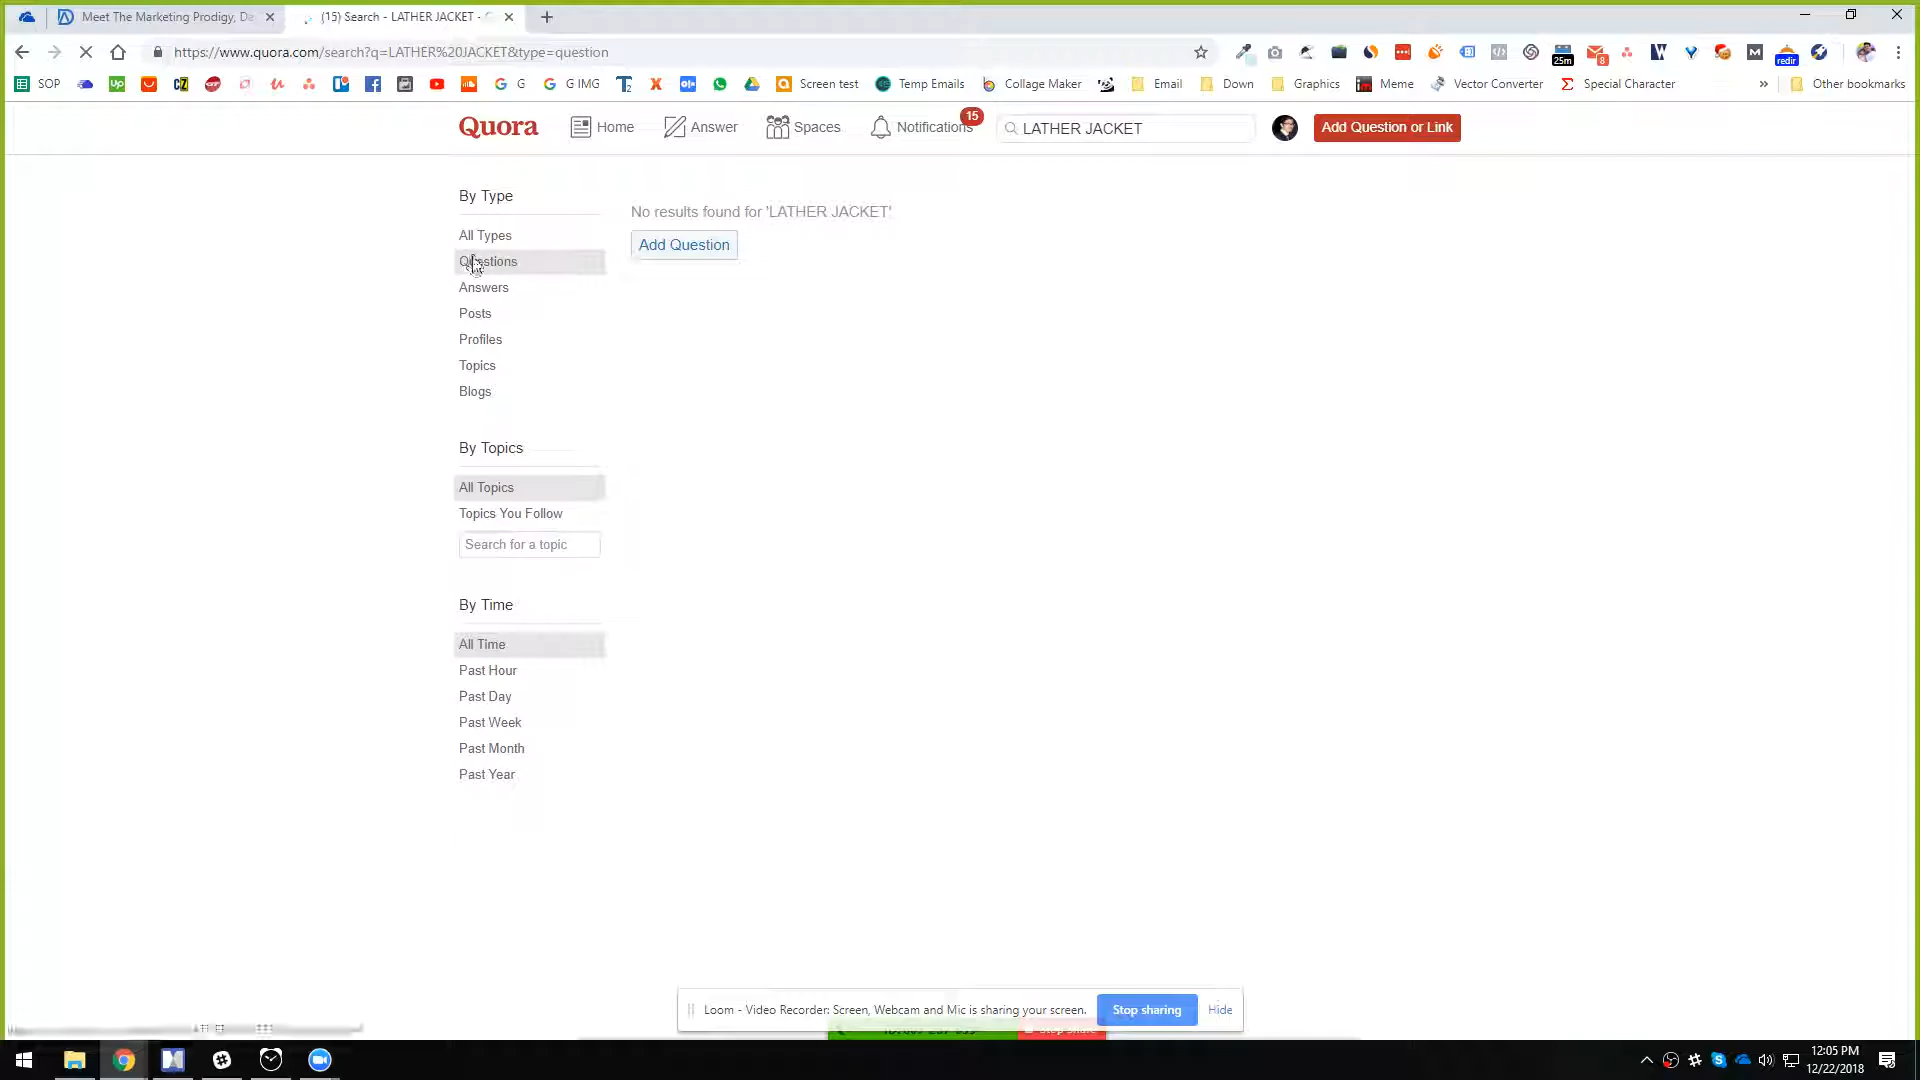 Meet The Marketing Prodigy, De
(15) Search - LATHER JACKET -
https://www.quora.com/search?q=LATHER%20JACKET&type=question
25m
8
redir
SOP
G
G IMG
Screen test
Temp Emails
Collage Maker
Email
Down
Graphics
Meme
Vector Converter
Special Character
Other bookmarks
Quora
Home
Answer
Spaces
Notifications
15
LATHER JACKET
Add Question or Link
By Type
All Types
Questions
Answers
Posts
Profiles
Topics
Blogs
No results found for 'LATHER JACKET'
Add Question
By Topics
All Topics
Topics You Follow
Search for a topic
By Time
All Time
Past Hour
Past Day
Past Week
Past Month
Past Year
Loom - Video Recorder: Screen, Webcam and Mic is sharing your screen.
Stop sharing
Hide
12:05 PM
12/22/2018